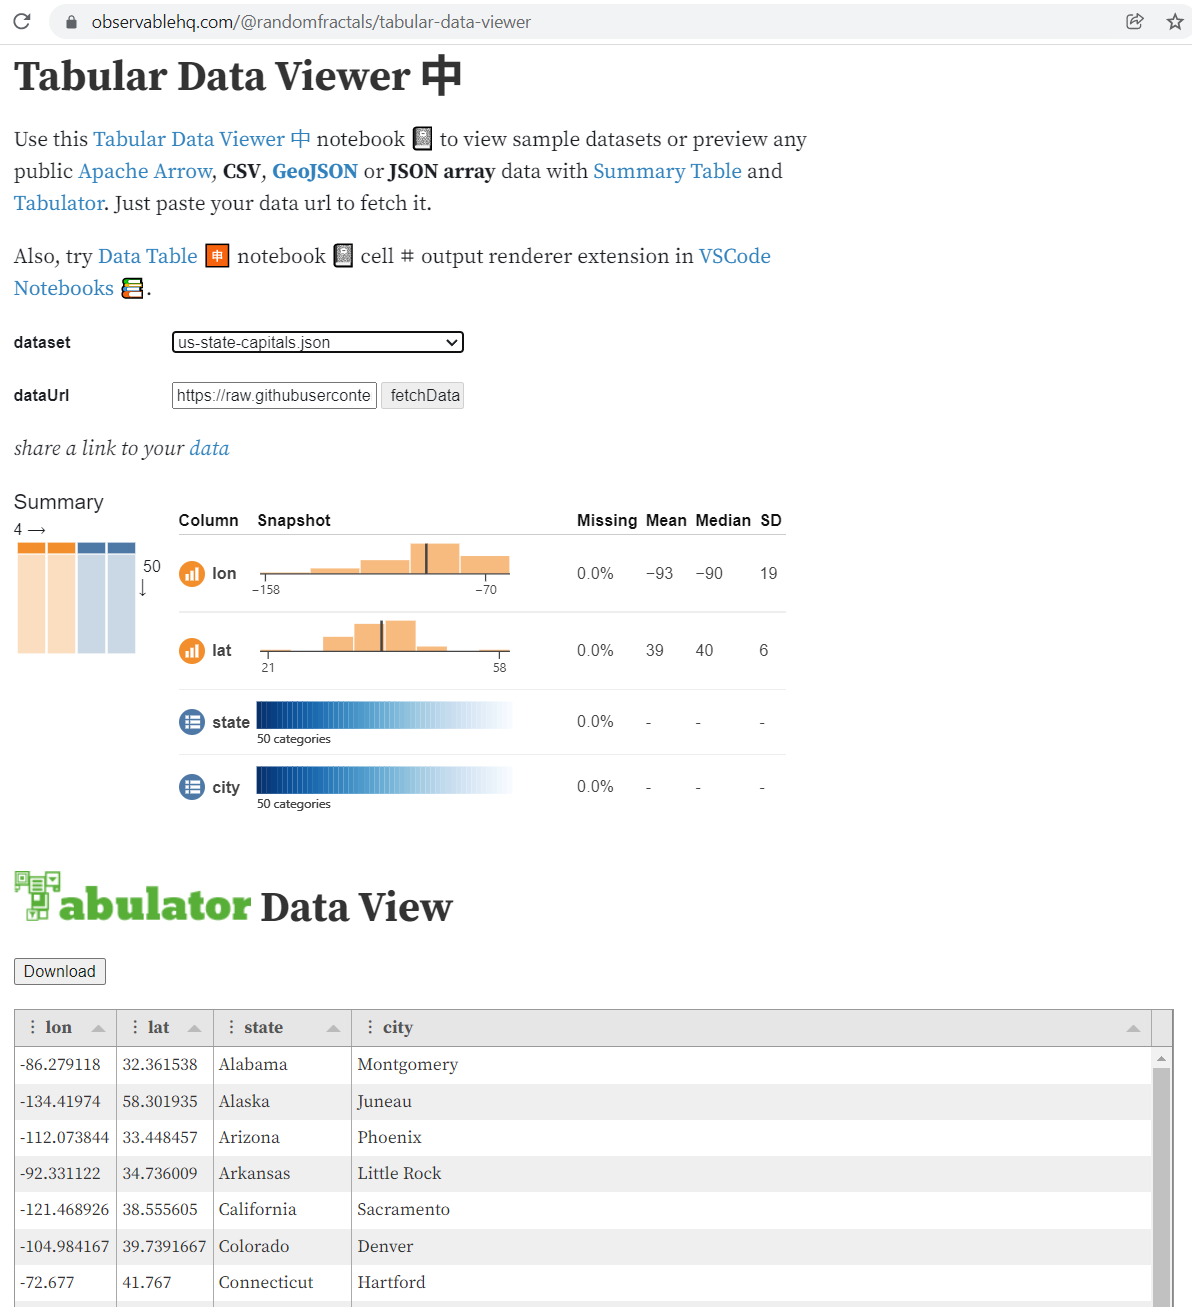 observablehq.com/@randomfractals/tabular-data-viewer
Tabular Data Viewer 中
Use this Tabular Data Viewer 中 notebook 📓 to view sample datasets or preview any
public Apache Arrow, CSV, GeoJSON or JSON array data with Summary Table and
Tabulator. Just paste your data url to fetch it.
Also, try Data Table 🈸 notebook 📓 cell # output renderer extension in VSCode
Notebooks 📚.
dataset us-state-capitals.json
dataUrl https://raw.githubuserconte fetchData
share a link to your data
Summary
4 →
50
↓
Column Snapshot Missing Mean Median SD
lon −158 −70 0.0% −93 −90 19
lat 21 58 0.0% 39 40 6
state 0.0% - - -
50 categories
city 0.0% - - -
50 categories
Tabulator Data View
Download
⋮ lon ⋮ lat ⋮ state ⋮ city
-86.279118 32.361538 Alabama Montgomery
-134.41974 58.301935 Alaska Juneau
-112.073844 33.448457 Arizona Phoenix
-92.331122 34.736009 Arkansas Little Rock
-121.468926 38.555605 California Sacramento
-104.984167 39.7391667 Colorado Denver
-72.677 41.767 Connecticut Hartford